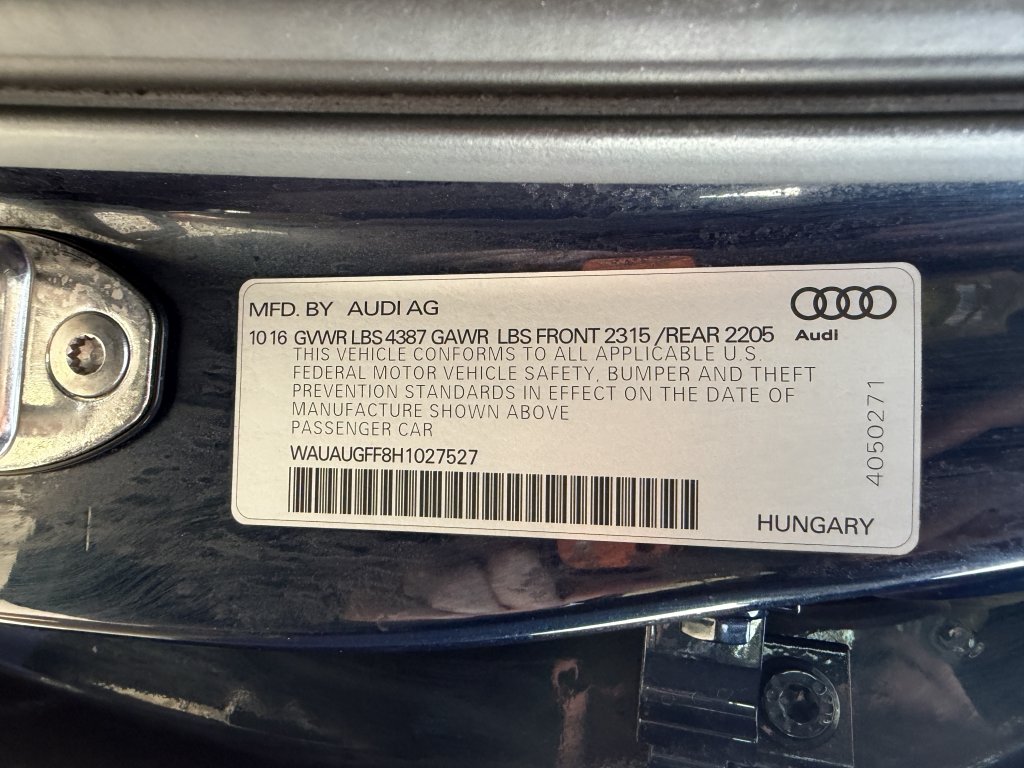 MFD. BY AUDI AG
Audi
10 16 GVWR LBS 4387 GAWR LBS FRONT 2315 /REAR 2205
THIS VEHICLE CONFORMS TO ALL APPLICABLE U.S.
FEDERAL MOTOR VEHICLE SAFETY, BUMPER AND THEFT
PREVENTION STANDARDS IN EFFECT ON THE DATE OF
MANUFACTURE SHOWN ABOVE
PASSENGER CAR
WAUAUGFF8H1027527
4050271
HUNGARY